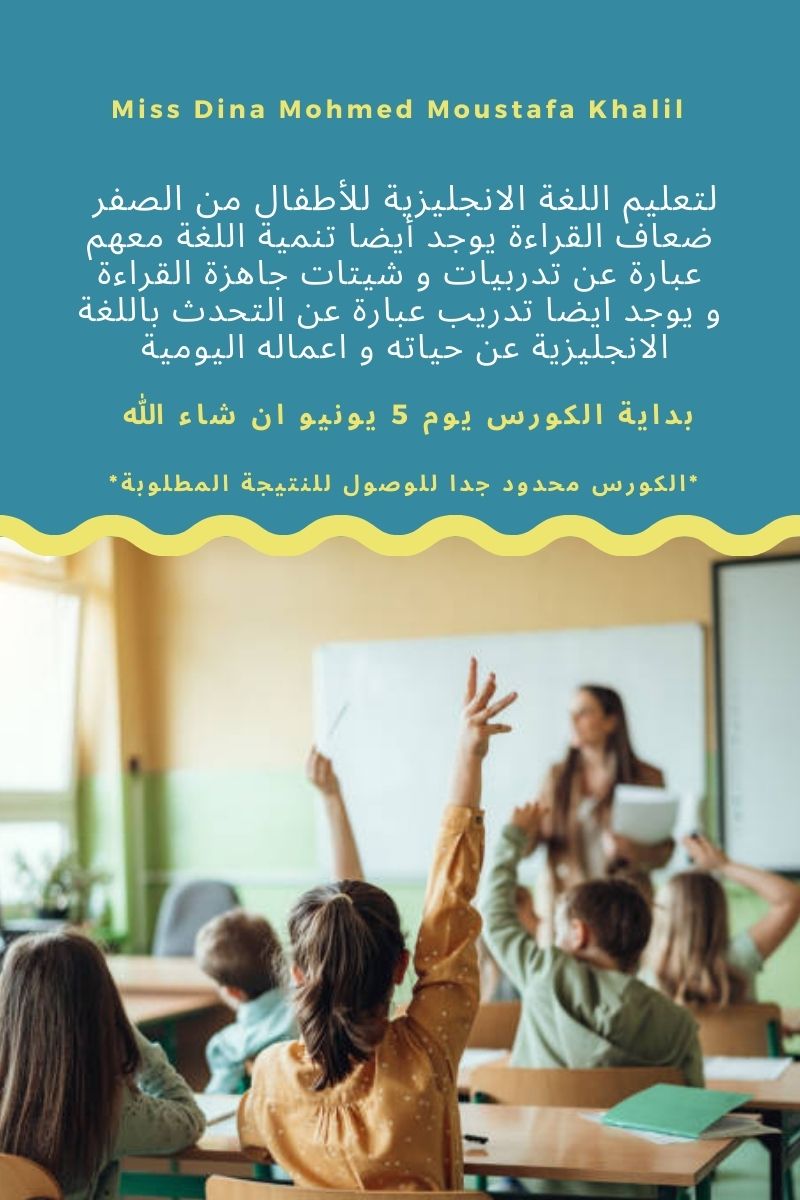 Miss Dina Mohmed Moustafa Khalil
لتعليم اللغة الانجليزية للأطفال من الصفر
ضعاف القراءة يوجد أيضا تنمية اللغة معهم
عبارة عن تدريبات و شيتات جاهزة القراءة
و يوجد ايضا تدريب عبارة عن التحدث باللغة
الانجليزية عن حياته و اعماله اليومية
بداية الكورس يوم 5 يونيو ان شاء الله
*الكورس محدود جدا للوصول للنتيجة المطلوبة*